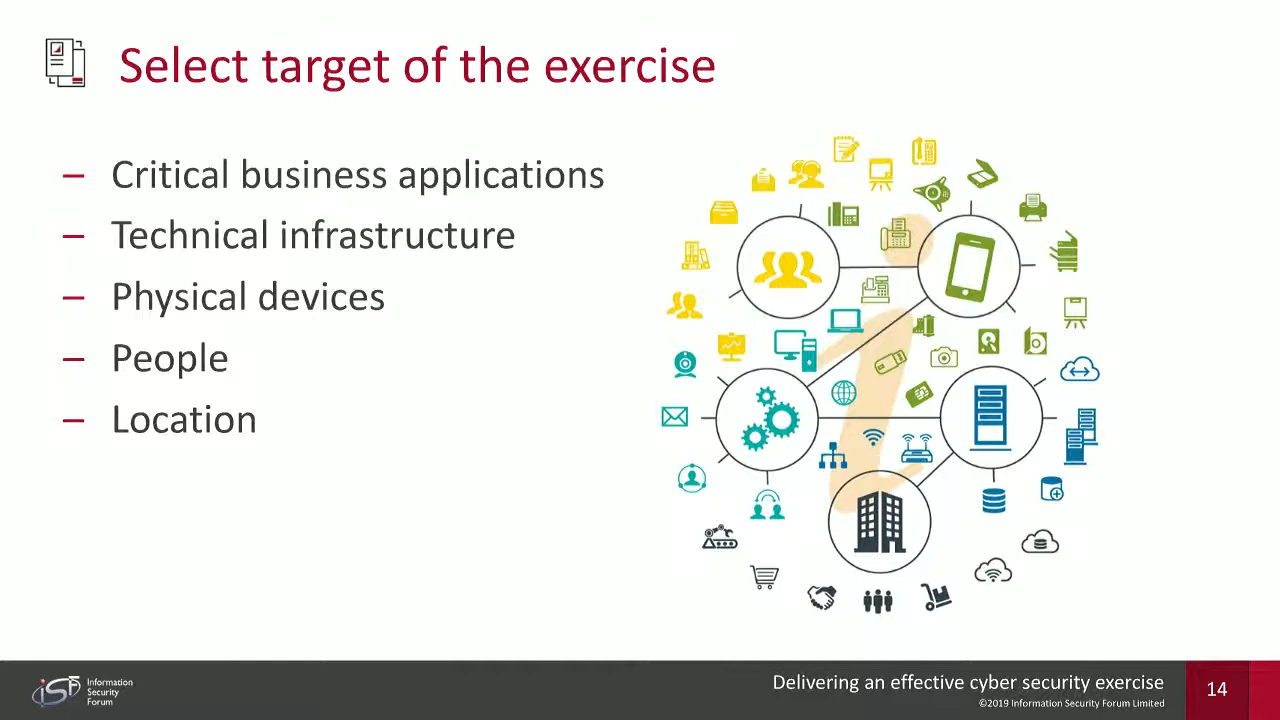 Select target of the exercise
– Critical business applications
– Technical infrastructure
– Physical devices
– People
– Location
i
isf
Information
Security
Forum
Delivering an effective cyber security exercise
©2019 Information Security Forum Limited
14